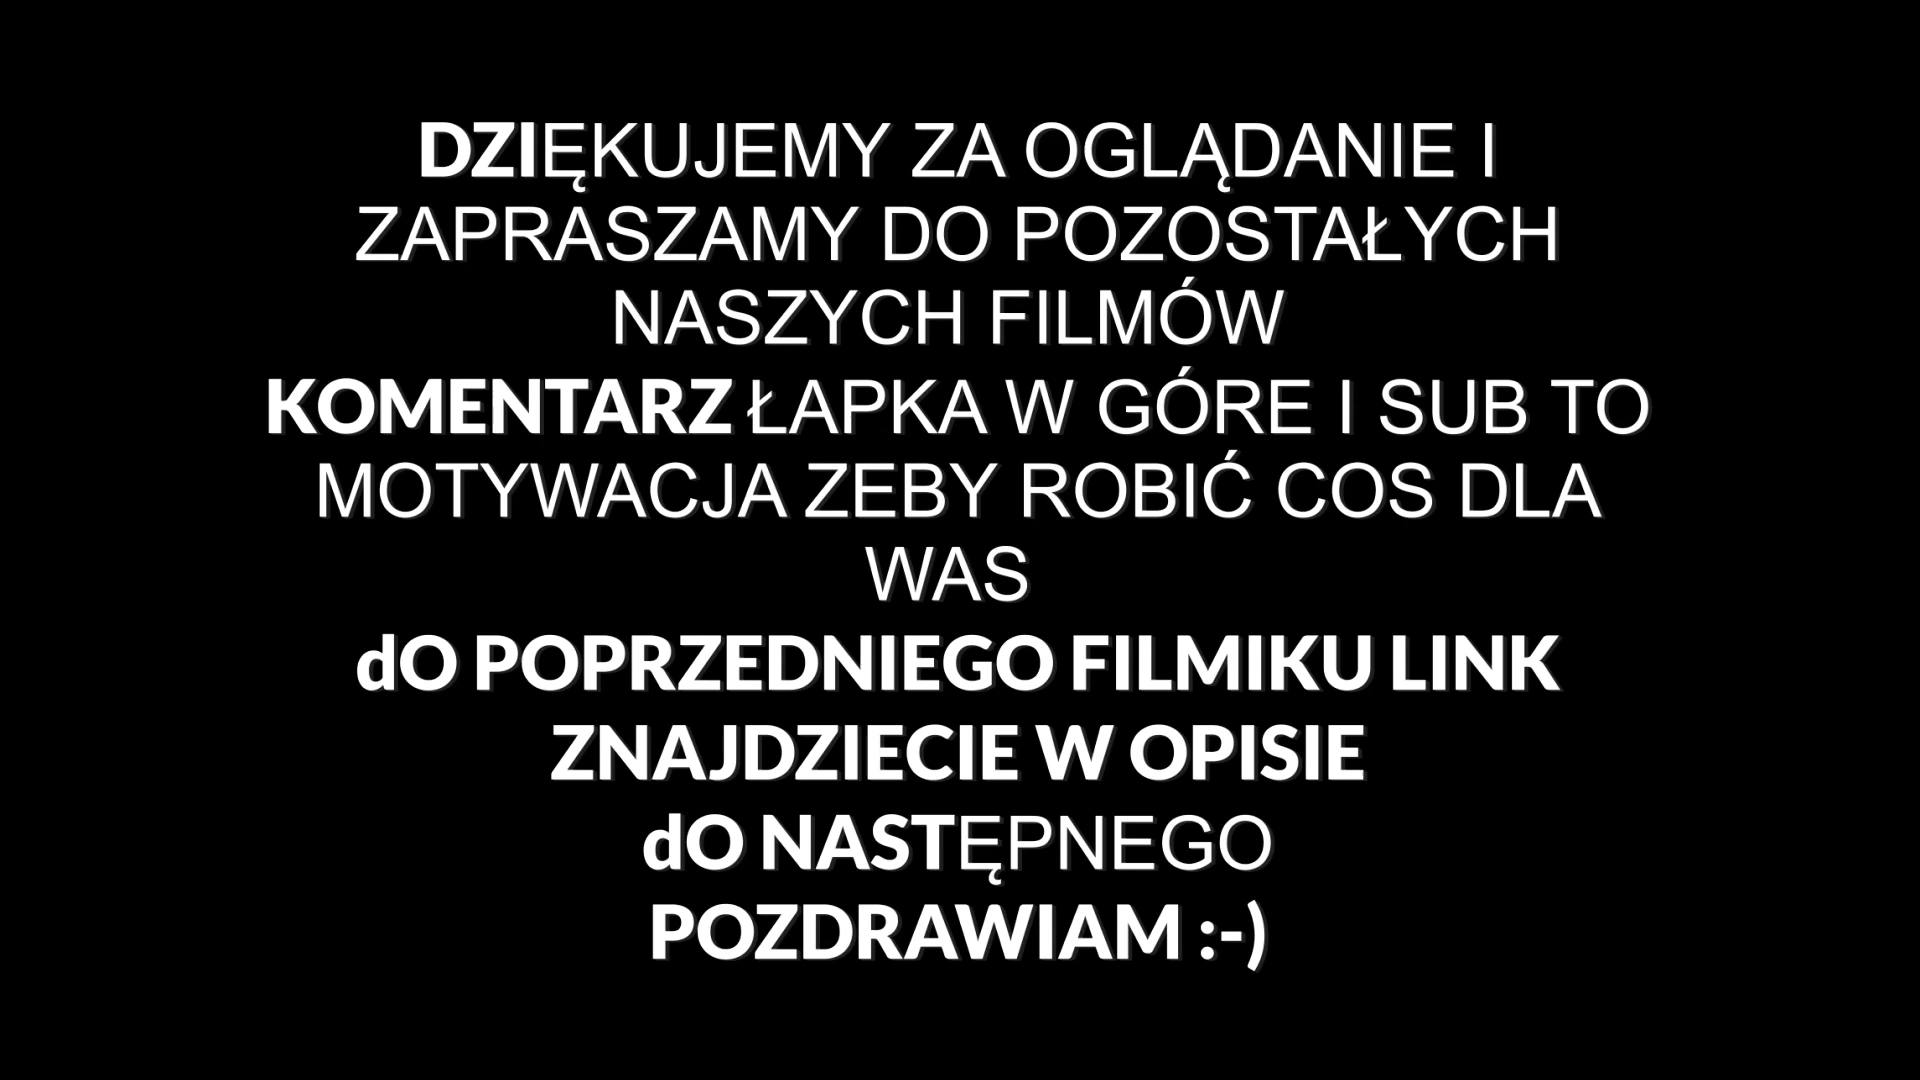 DZIĘKUJEMY ZA OGLĄDANIE I
ZAPRASZAMY DO POZOSTAŁYCH
NASZYCH FILMÓW
KOMENTARZ ŁAPKA W GÓRE I SUB TO
MOTYWACJA ZEBY ROBIĆ COS DLA
WAS
dO POPRZEDNIEGO FILMIKU LINK
ZNAJDZIECIE W OPISIE
dO NASTĘPNEGO
POZDRAWIAM :-)